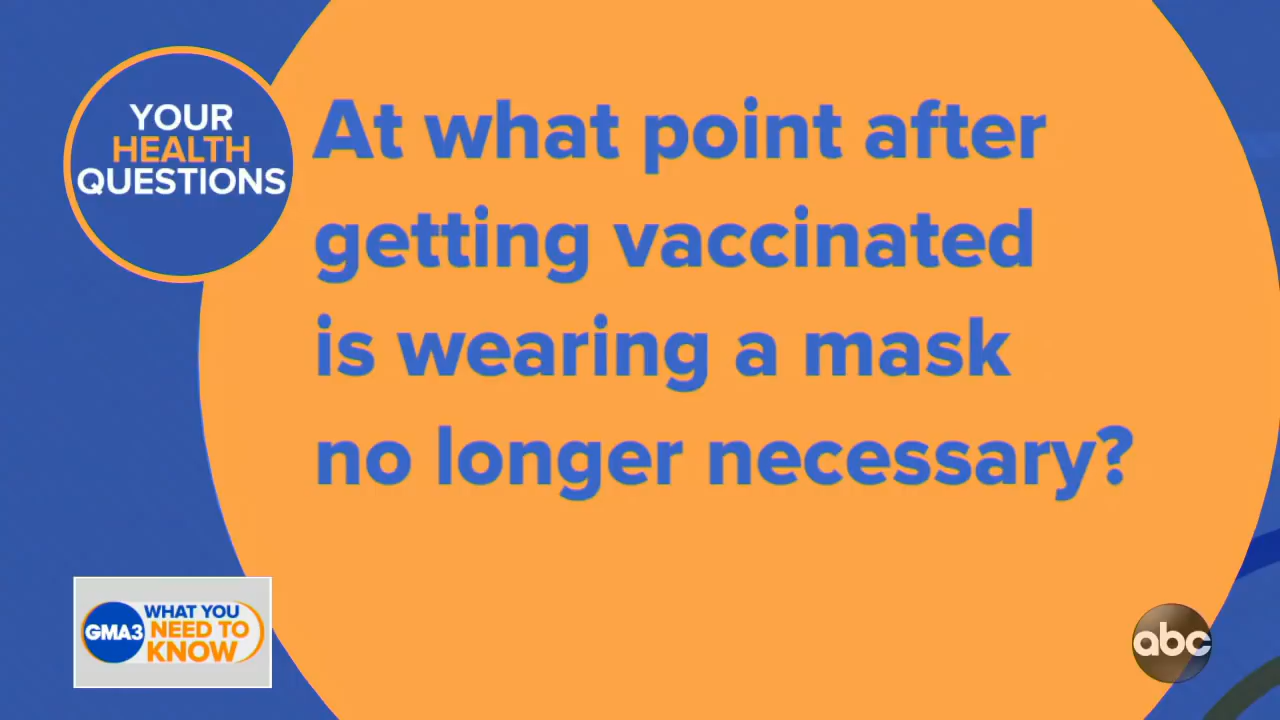 YOUR
HEALTH
QUESTIONS
At what point after
getting vaccinated
is wearing a mask
no longer necessary?
GMA3
WHAT YOU
NEED TO
KNOW
abc